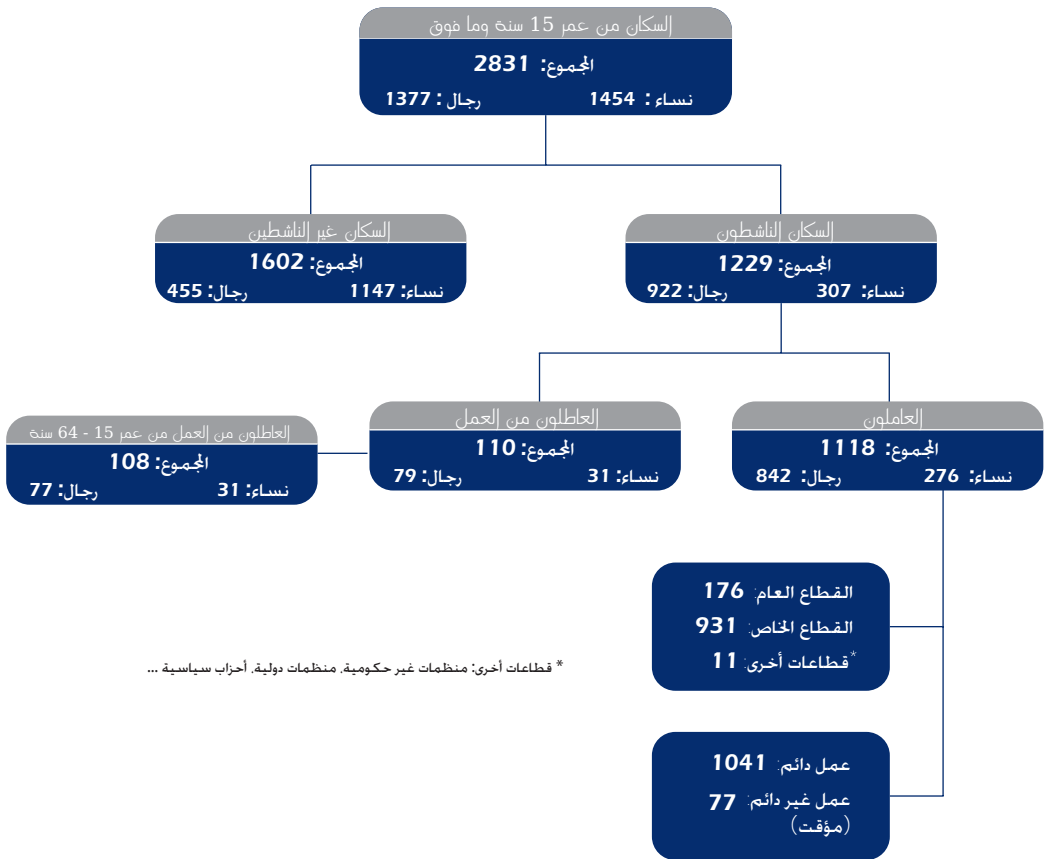 السكان من عمر 15 سنة وما فوق
المجموع: 2831
نساء : 1454 رجال : 1377
السكان الناشطون
المجموع: 1229
نساء: 307 رجال: 922
السكان غير الناشطين
المجموع: 1602
نساء: 1147 رجال: 455
العاملون
المجموع: 1118
نساء: 276 رجال: 842
العاطلون من العمل
المجموع: 110
نساء: 31 رجال: 79
العاطلون من العمل من عمر 15 - 64 سنة
المجموع: 108
نساء: 31 رجال: 77
القطاع العام: 176
القطاع الخاص: 931
*قطاعات أخرى: 11
* قطاعات أخرى: منظمات غير حكومية, منظمات دولية, أحزاب سياسية ...
عمل دائم: 1041
عمل غير دائم: 77
(مؤقت)